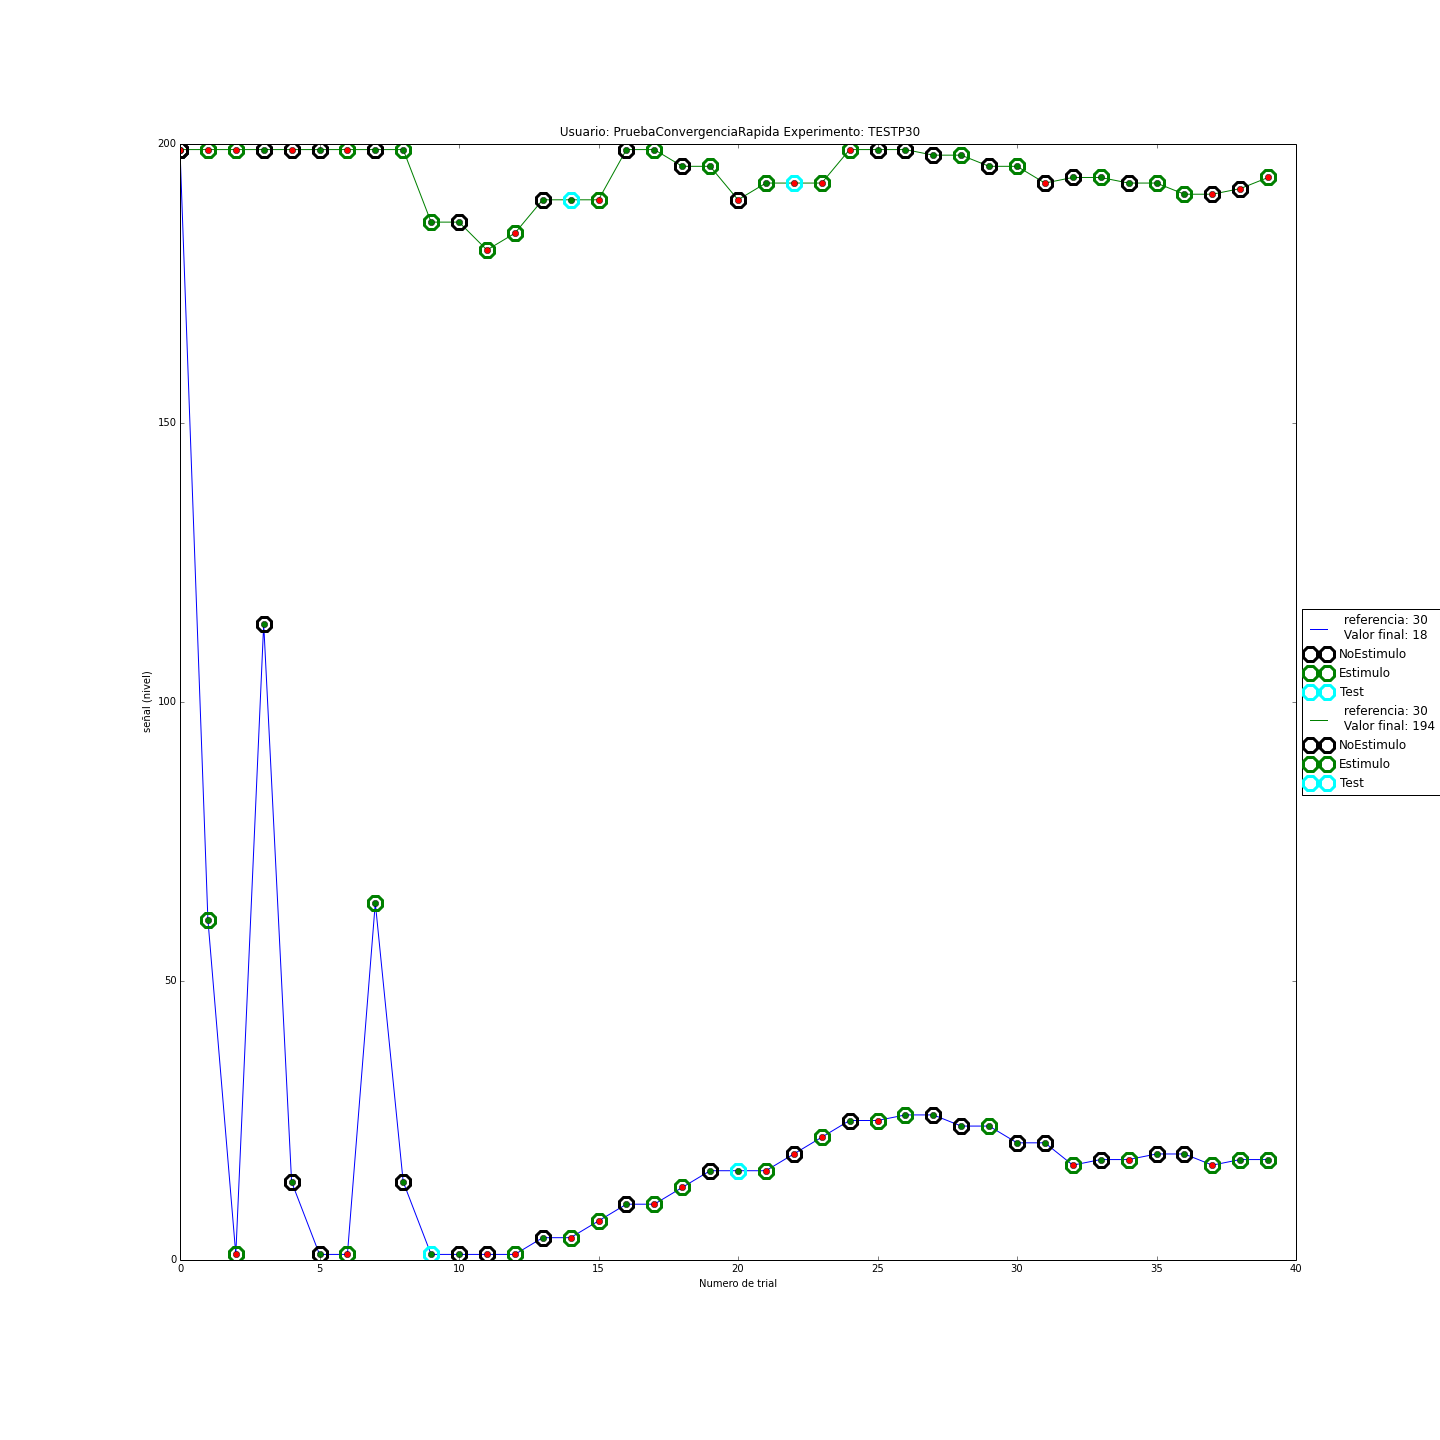 Usuario: PruebaConvergenciaRapida Experimento: TESTP30
200
150
100
50
0
señal (nivel)
0 5 10 15 20 25 30 35 40
Numero de trial
referencia: 30
Valor final: 18
NoEstimulo
Estimulo
Test
referencia: 30
Valor final: 194
NoEstimulo
Estimulo
Test